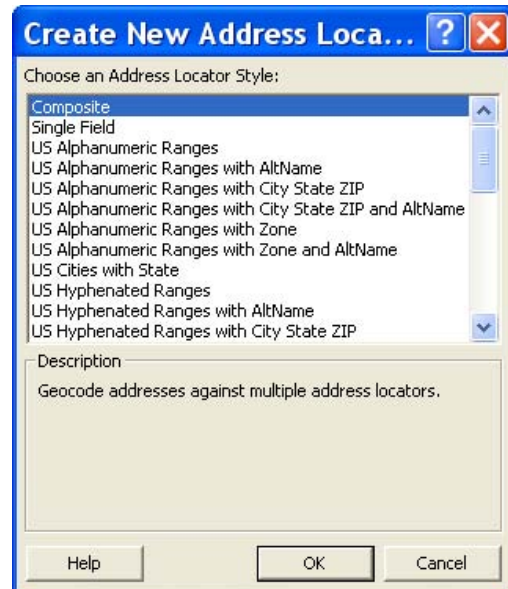 Create New Address Loca... ?
Choose an Address Locator Style:
Composite
Single Field
US Alphanumeric Ranges
US Alphanumeric Ranges with AltName
US Alphanumeric Ranges with City State ZIP
US Alphanumeric Ranges with City State ZIP and AltName
US Alphanumeric Ranges with Zone
US Alphanumeric Ranges with Zone and AltName
US Cities with State
US Hyphenated Ranges
US Hyphenated Ranges with AltName
US Hyphenated Ranges with City State ZIP
Description
Geocode addresses against multiple address locators.
Help OK Cancel